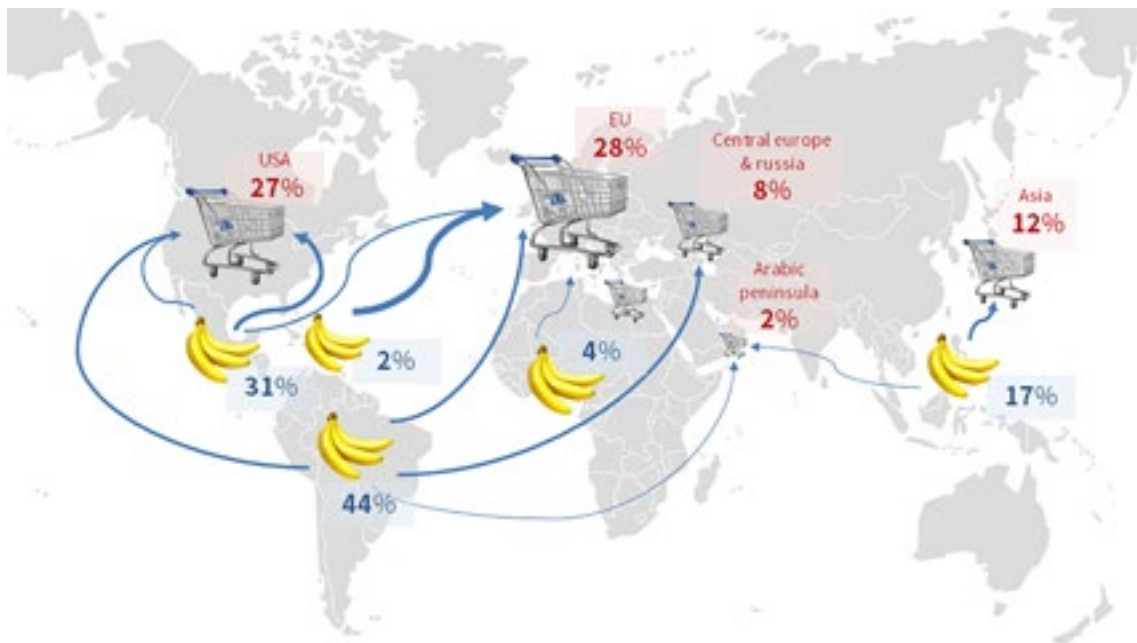 EU
28%
Central europe
& russia
8%
USA
27%
Asia
12%
Arabic
peninsula
2%
4%
2%
31%
17%
44%